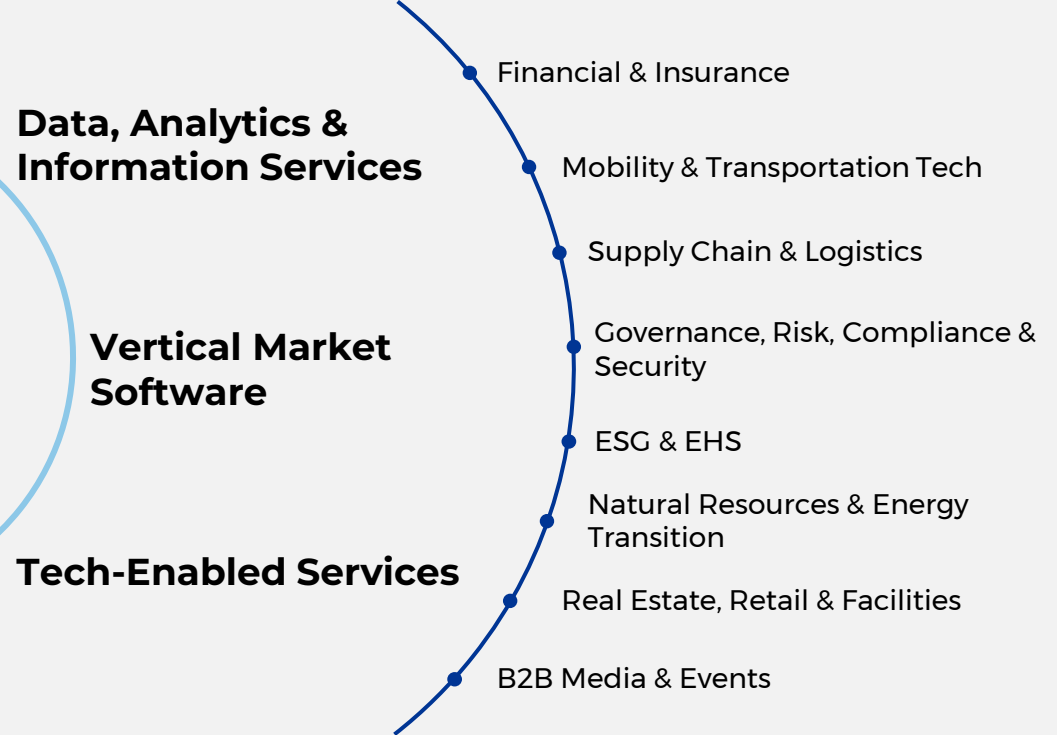 Data, Analytics &
Information Services
Vertical Market
Software
Tech-Enabled Services
Financial & Insurance
Mobility & Transportation Tech
Supply Chain & Logistics
Governance, Risk, Compliance &
Security
ESG & EHS
Natural Resources & Energy
Transition
Real Estate, Retail & Facilities
B2B Media & Events